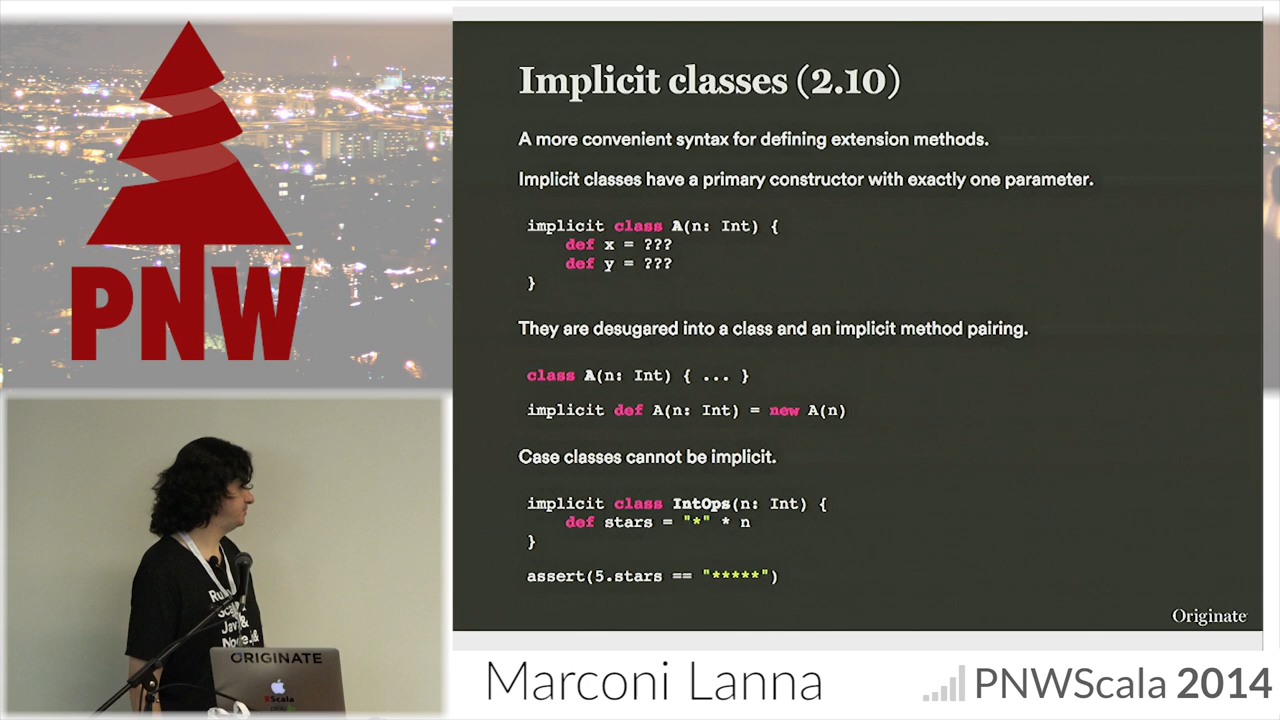 PNW
Implicit classes (2.10)
A more convenient syntax for defining extension methods.
Implicit classes have a primary constructor with exactly one parameter.
implicit class A(n: Int) {
def x = ???
def y = ???
}
They are desugared into a class and an implicit method pairing.
class A(n: Int) { ... }
implicit def A(n: Int) = new A(n)
Case classes cannot be implicit.
implicit class IntOps(n: Int) {
def stars = "*" * n
}
assert(5.stars == "*****")
Originate
ORIGINATE
Scala
Marconi Lanna
PNWScala 2014